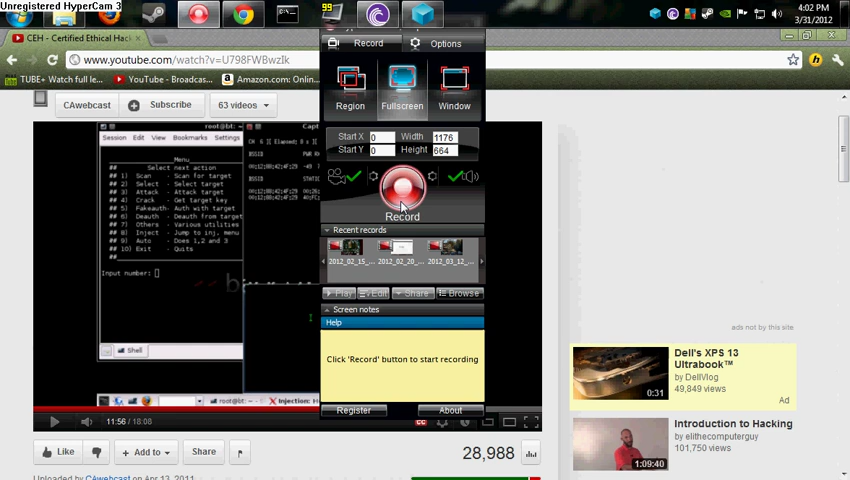 Unregistered HyperCam 3
99
4:02 PM
3/31/2012
CEH - Certified Ethical Hack
www.youtube.com/watch?v=U798FWBwzIk
TUBE+ Watch full le...
YouTube - Broadcas...
Amazon.com: Onlin...
CAwebcast
Subscribe
63 videos
Record
Options
Region
Fullscreen
Window
Start X 0 Width 1176
Start Y 0 Height 664
Record
Recent records
2012_02_15_...
2012_02_20_...
2012_03_12_...
Play
Edit
Share
Browse
Screen notes
Help
Click 'Record' button to start recording
Register
About
root@bt:
Capt
Session Edit View Bookmarks Settings
Menu
## Select next action
## 1) Scan - Scan for target
## 2) Select - Select target
## 3) Attack - Attack target
## 4) Crack - Get target key
## 5) Fakeauth - Auth with target
## 6) Deauth - Deauth from target
## 7) Others - Various utilities
## 8) Inject - Jump to inj. menu
## 9) Auto - Does 1,2 and 3
## 10) Exit - Quits
Input number:
BSSID
BSSID
Shell
root@bt:
Injection:
11:56 / 18:08
CC
Like
Add to
Share
28,988
Uploaded by CAwebcast on Apr 13, 2011
ads not by this site
Dell's XPS 13
Ultrabook™
by DellVlog
49,849 views
0:31
Ad
Introduction to Hacking
by elithecomputerguy
101,750 views
1:09:40